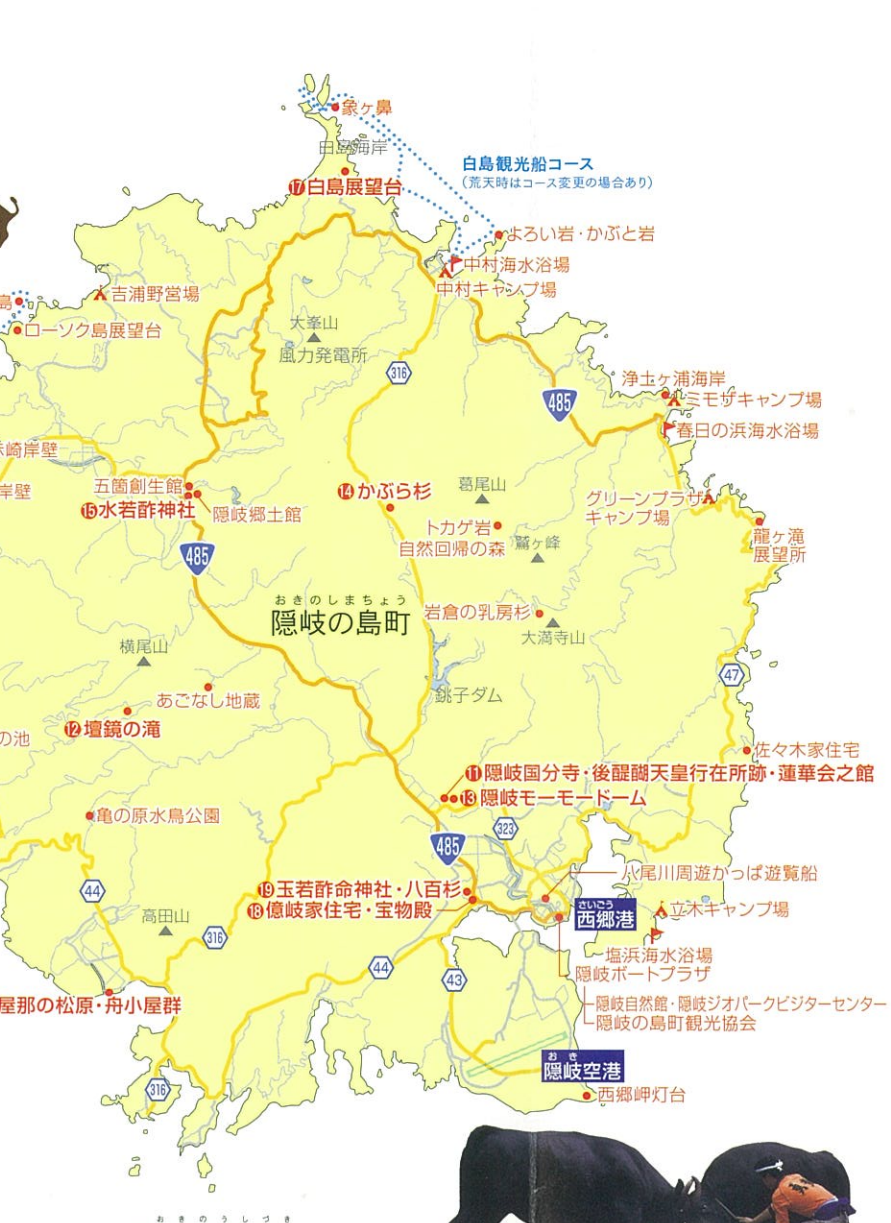 象ヶ鼻
白島海岸
白島観光船コース
(荒天時はコース変更の場合あり)
⑰白島展望台
よろい岩・かぶと岩
中村海水浴場
中村キャンプ場
島
吉浦野営場
ローソク島展望台
大峯山
風力発電所
316
485
浄土ヶ浦海岸
ミモザキャンプ場
春日の浜海水浴場
崎岸壁
岸壁
五箇創生館
⑮水若酢神社
隠岐郷土館
⑭かぶら杉
葛尾山
グリーンプラザ
キャンプ場
トカゲ岩
自然回帰の森
鷲ヶ峰
龍ヶ滝
展望所
485
おきのしまちょう
隠岐の島町
岩倉の乳房杉
大満寺山
横尾山
47
あごなし地蔵
銚子ダム
⑫壇鏡の滝
の池
佐々木家住宅
⑪隠岐国分寺・後醍醐天皇行在所跡・蓮華会之館
⑬隠岐モーモードーム
亀の原水鳥公園
323
485
八尾川周遊かっぱ遊覧船
44
⑲玉若酢命神社・八百杉
⑱億岐家住宅・宝物殿
さいごう
西郷港
立木キャンプ場
高田山
316
塩浜海水浴場
隠岐ポートプラザ
44
43
屋那の松原・舟小屋群
隠岐自然館・隠岐ジオパークビジターセンター
隠岐の島町観光協会
おき
隠岐空港
316
西郷岬灯台
おきのうしづき